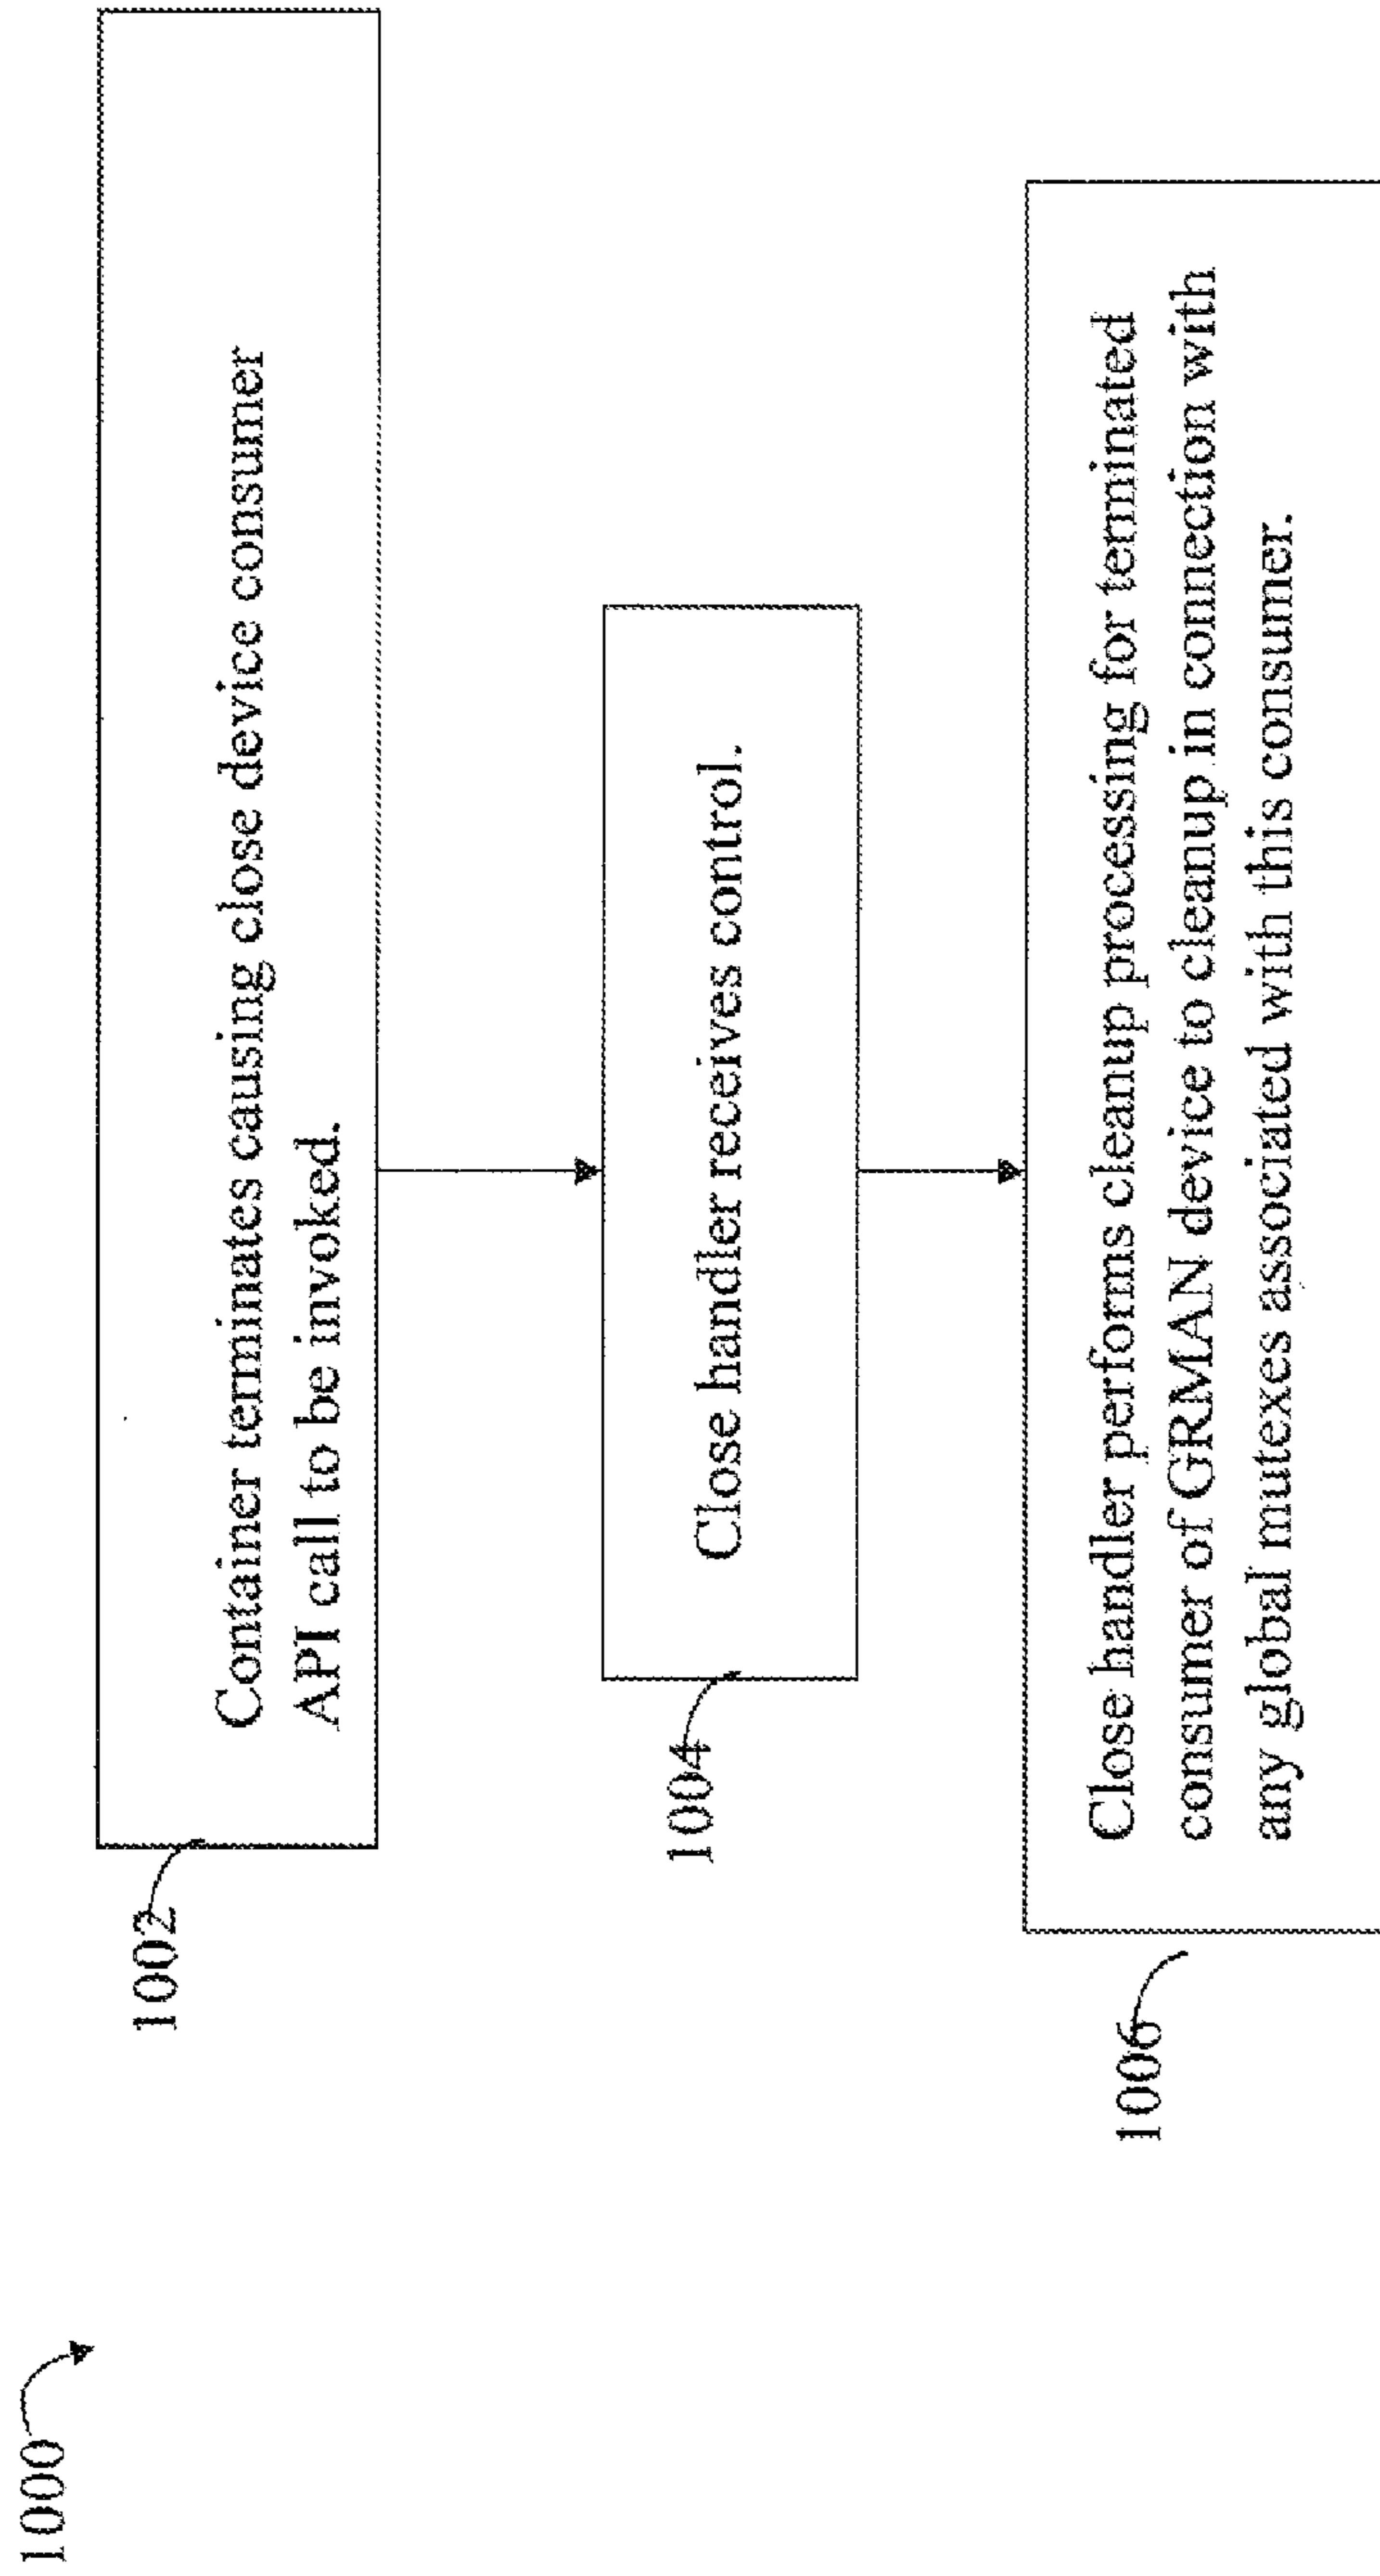 1000
1002
Container terminates causing close device consumer
API call to be invoked.
1004
Close handler receives control.
1006
Close handler performs cleanup processing for terminated
consumer of GRMAN device to cleanup in connection with
any global mutexes associated with this consumer.